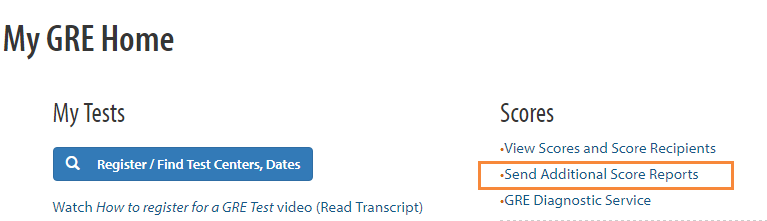 My GRE Home
My Tests
Register / Find Test Centers, Dates
Watch How to register for a GRE Test video (Read Transcript)
Scores
•View Scores and Score Recipients
•Send Additional Score Reports
•GRE Diagnostic Service